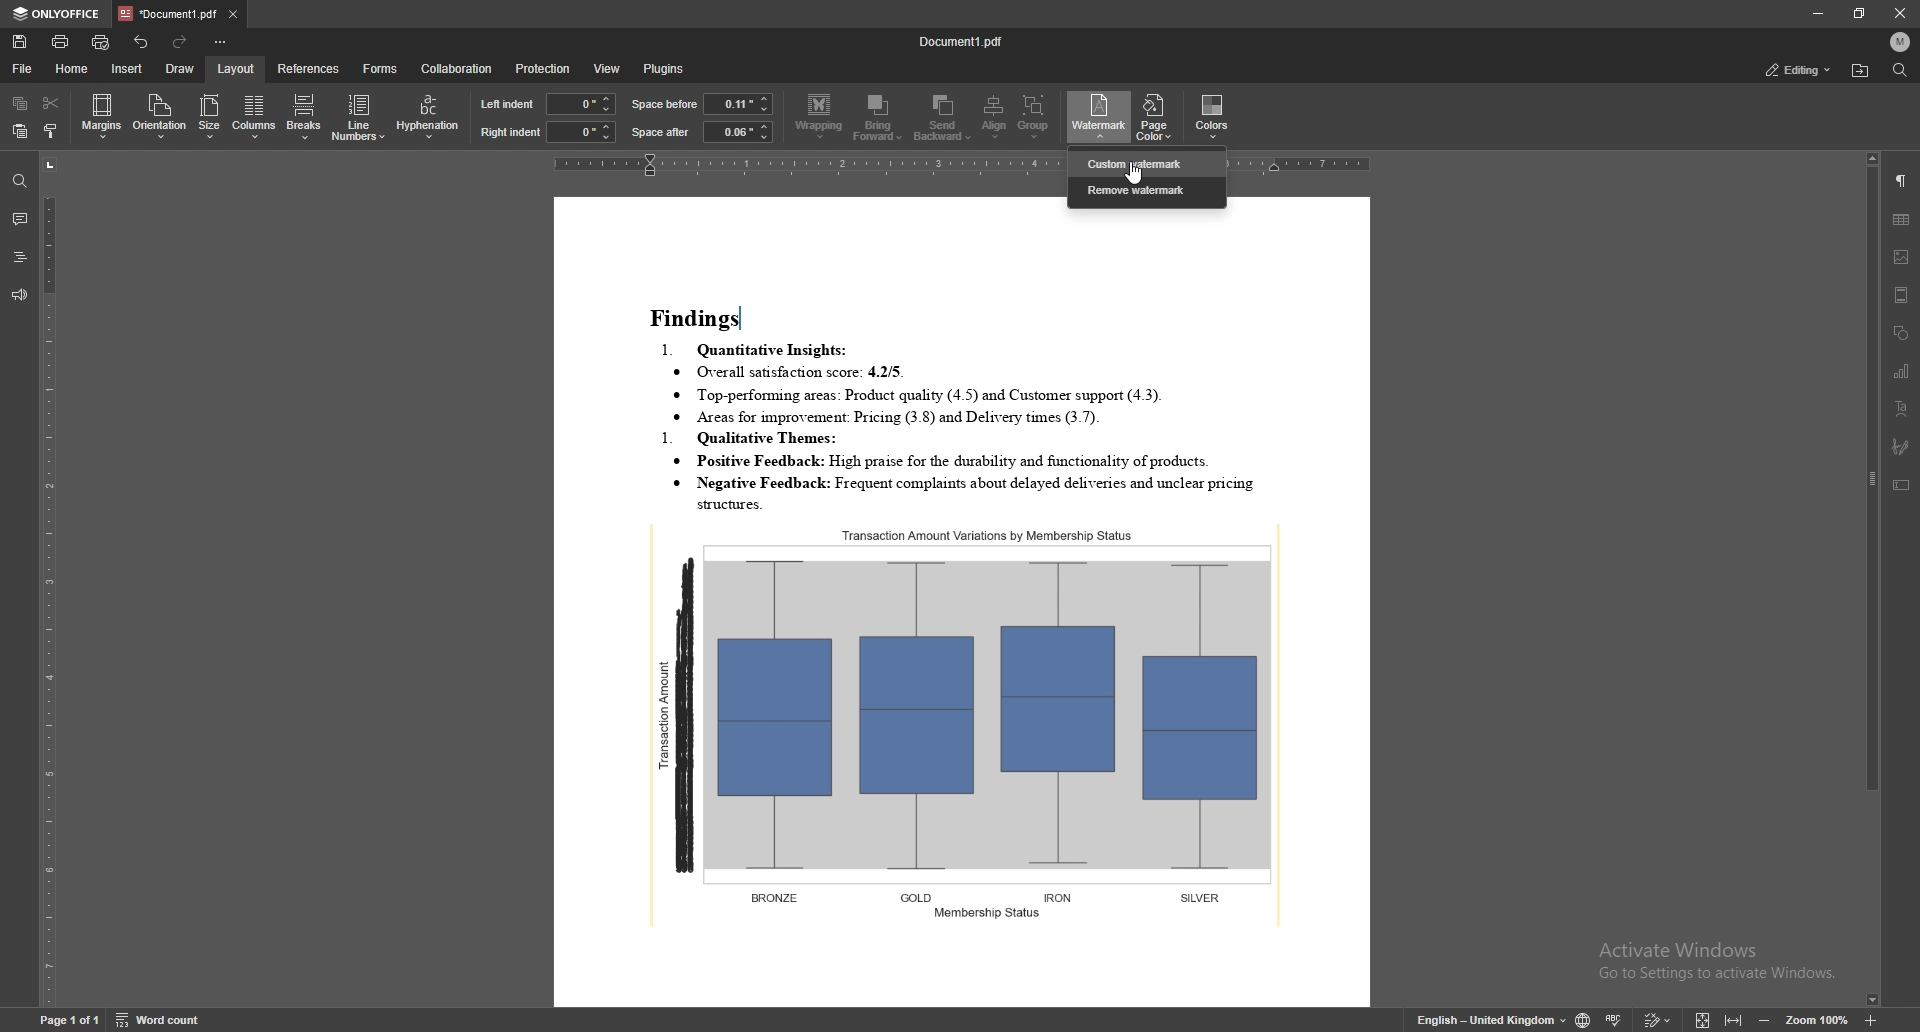 ONLYOFFICE
*Document1.pdf
Document1.pdf
M
File Home Insert Draw Layout References Forms Collaboration Protection View Plugins
Editing
Margins Orientation Size Columns Breaks Line Numbers Hyphenation
Left indent 0"
Right indent 0"
Space before 0.11"
Space after 0.06"
Wrapping Bring Forward Send Backward Align Group Watermark Page Color Colors
Custom watermark
Remove watermark
Findings
1. Quantitative Insights:
• Overall satisfaction score: 4.2/5.
• Top-performing areas: Product quality (4.5) and Customer support (4.3).
• Areas for improvement: Pricing (3.8) and Delivery times (3.7).
1. Qualitative Themes:
• Positive Feedback: High praise for the durability and functionality of products.
• Negative Feedback: Frequent complaints about delayed deliveries and unclear pricing
structures.
Transaction Amount Variations by Membership Status
Transaction Amount
BRONZE GOLD IRON SILVER
Membership Status
Activate Windows
Go to Settings to activate Windows.
Page 1 of 1 Word count English – United Kingdom Zoom 100%